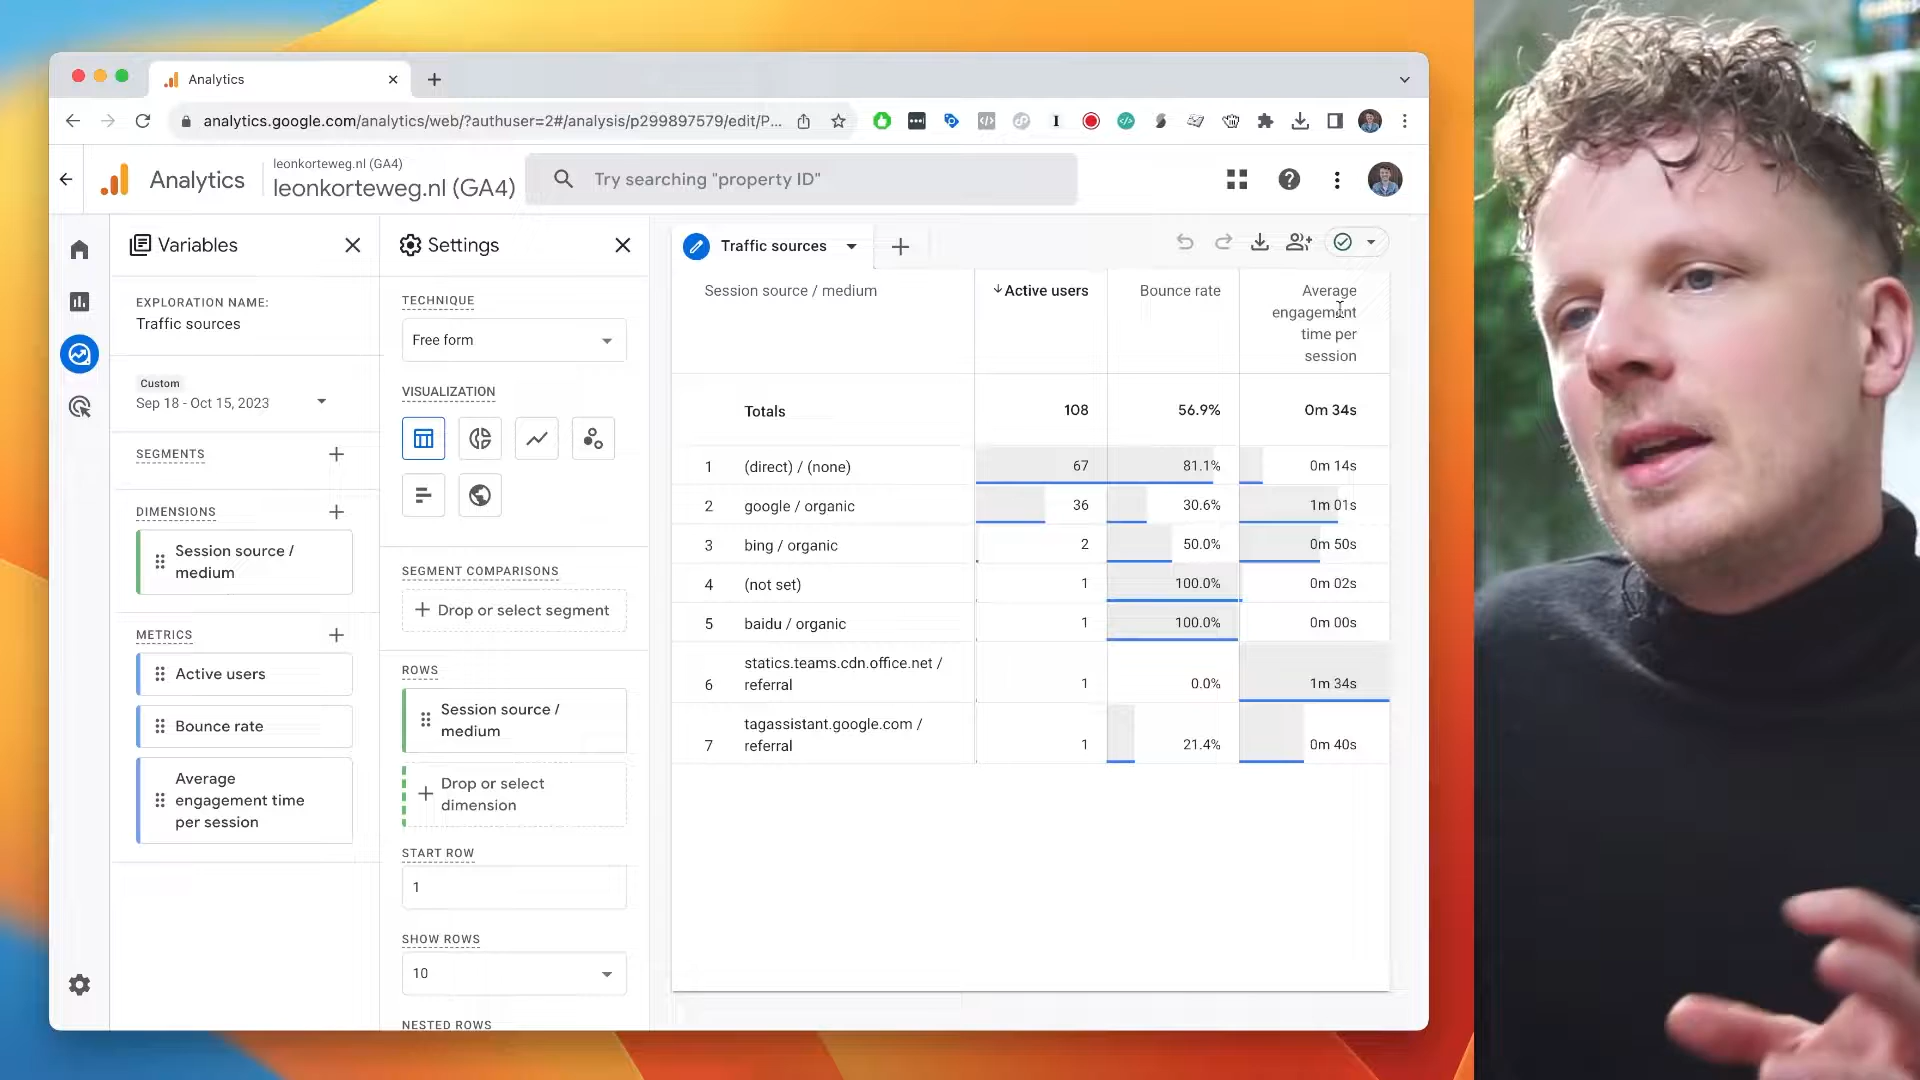 Analytics
analytics.google.com/analytics/web/?authuser=2#/analysis/p299897579/edit/P...
Analytics
leonkorteweg.nl (GA4)
leonkorteweg.nl (GA4)
Try searching "property ID"
Variables
EXPLORATION NAME:
Traffic sources
Custom
Sep 18 - Oct 15, 2023
SEGMENTS
DIMENSIONS
Session source /
medium
METRICS
Active users
Bounce rate
Average
engagement time
per session
Settings
TECHNIQUE
Free form
VISUALIZATION
SEGMENT COMPARISONS
Drop or select segment
ROWS
Session source /
medium
Drop or select
dimension
START ROW
1
SHOW ROWS
10
NESTED ROWS
Traffic sources
Session source / medium
Active users
Bounce rate
Average
engagement
time per
session
Totals 108 56.9% 0m 34s
1 (direct) / (none) 67 81.1% 0m 14s
2 google / organic 36 30.6% 1m 01s
3 bing / organic 2 50.0% 0m 50s
4 (not set) 1 100.0% 0m 02s
5 baidu / organic 1 100.0% 0m 00s
statics.teams.cdn.office.net /
6 referral 1 0.0% 1m 34s
tagassistant.google.com /
7 referral 1 21.4% 0m 40s